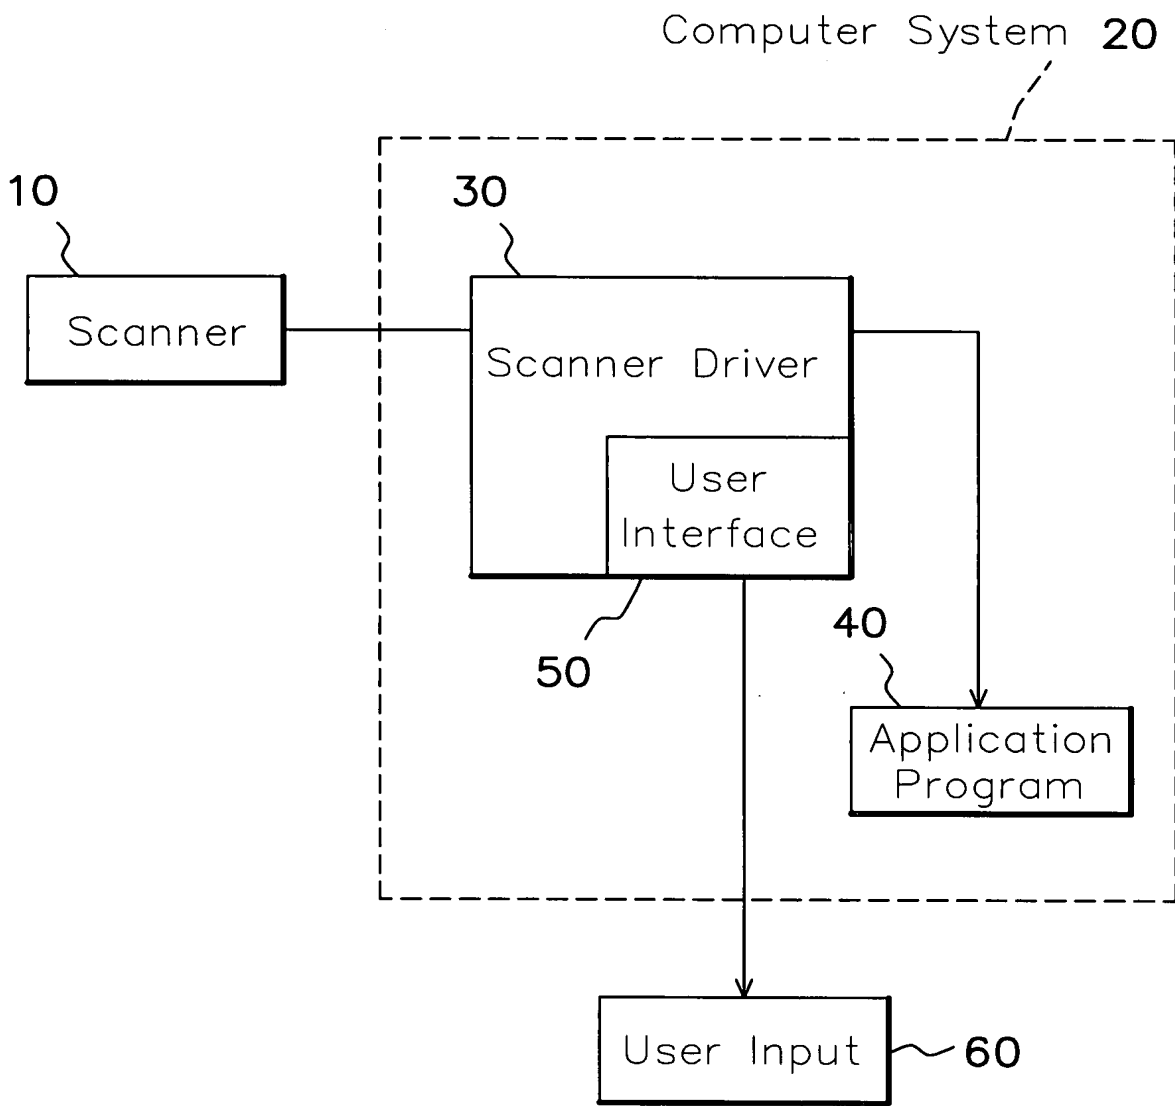 Computer System 20
10
30
Scanner
Scanner Driver
User
Interface
50
40
Application
Program
User Input
60